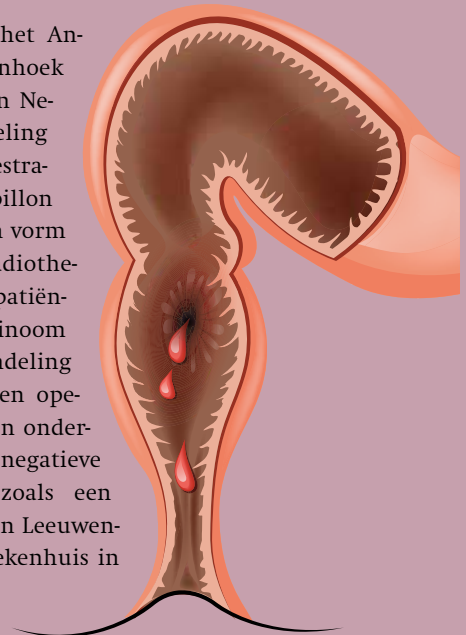 het An-
nhoek
n Ne-
eling
estra-
pillon
n vorm
diothe-
patiën-
inoom
ndeling
en ope-
n onder-
negatieve
zoals een
n Leeuwen-
ekenhuis in